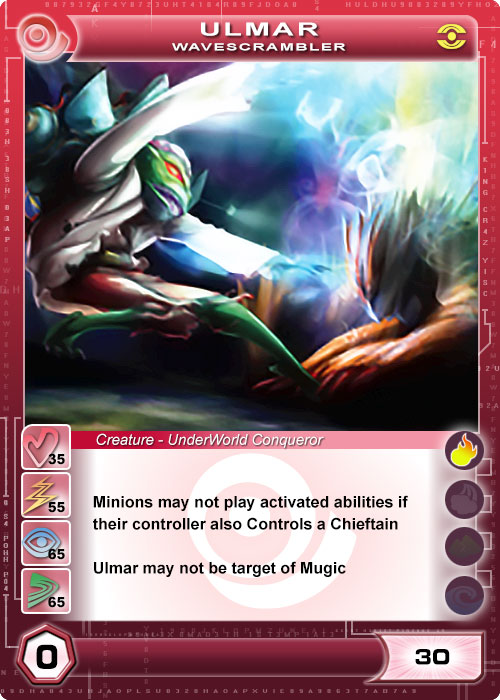 ULMAR
WAVESCRAMBLER
Creature - UnderWorld Conqueror
35
55
65
65
Minions may not play activated abilities if
their controller also Controls a Chieftain
Ulmar may not be target of Mugic
0
30